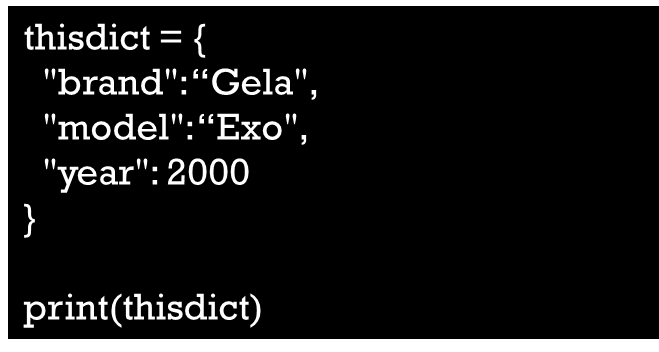 thisdict = {
"brand":“Gela",
"model":“Exo",
"year": 2000
}
print(thisdict)